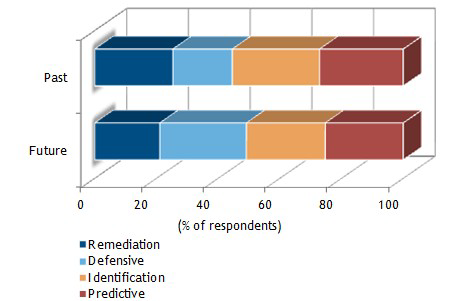 Past
Future
0 20 40 60 80 100
(% of respondents)
Remediation
Defensive
Identification
Predictive